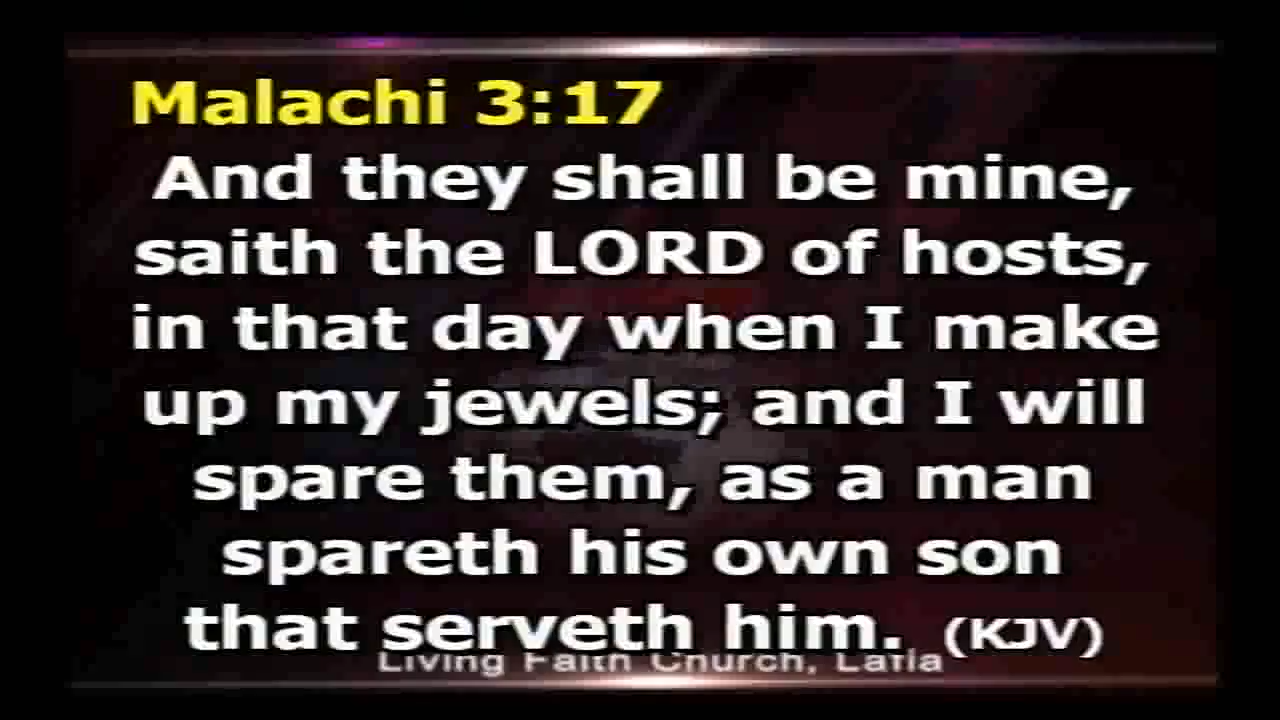 Malachi 3:17
And they shall be mine,
saith the LORD of hosts,
in that day when I make
up my jewels; and I will
spare them, as a man
spareth his own son
that serveth him. (KJV)
Living Faith Church, Lafia